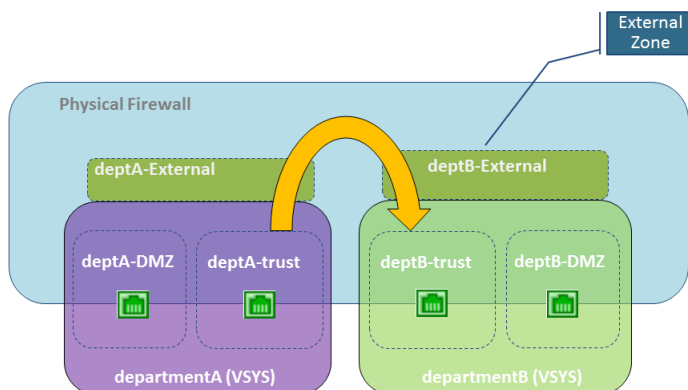 External
Zone
Physical Firewall
deptA-External
deptB-External
deptA-DMZ
deptA-trust
deptB-trust
deptB-DMZ
departmentA (VSYS)
departmentB (VSYS)